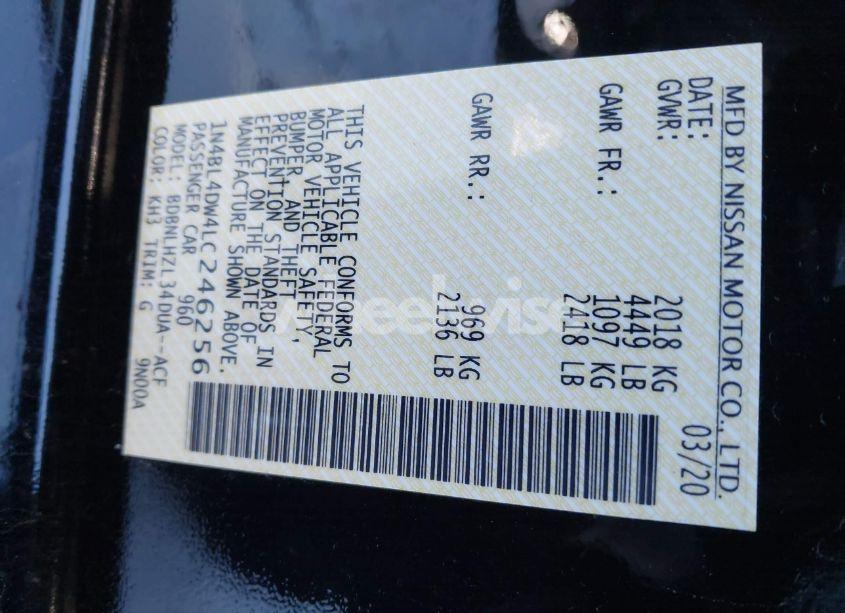 MFD BY NISSAN MOTOR CO., LTD.
DATE: 03/20
GVWR: 2018 KG
4449 LB
GAWR FR.: 1097 KG
2418 LB
GAWR RR.: 969 KG
2136 LB
THIS VEHICLE CONFORMS TO
ALL APPLICABLE FEDERAL
MOTOR VEHICLE SAFETY,
BUMPER, AND THEFT
PREVENTION STANDARDS IN
EFFECT ON THE DATE OF
MANUFACTURE SHOWN ABOVE.
1N4BL4DW4LC246256
PASSENGER CAR 960
MODEL: BDBNLHZL34DUA--ACF
COLOR: KH3 TRIM: G 9N00A
wheelwise